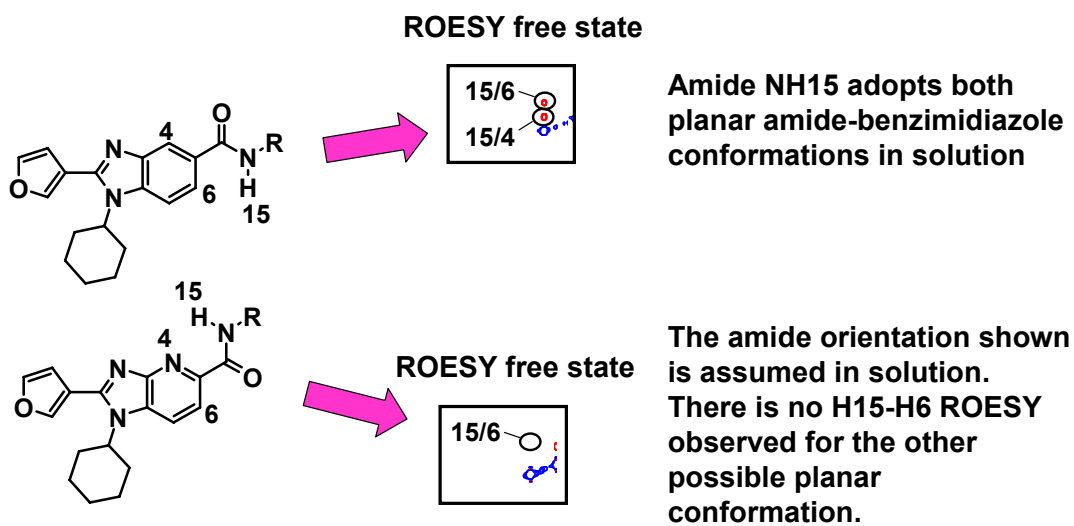 ROESY free state
15/6
15/4
Amide NH15 adopts both
planar amide-benzimidiazole
conformations in solution
O
4
N
N
R
H
6
15
O
N
15
H
N
R
4
N
N
O
6
O
N
ROESY free state
15/6
The amide orientation shown
is assumed in solution.
There is no H15-H6 ROESY
observed for the other
possible planar
conformation.